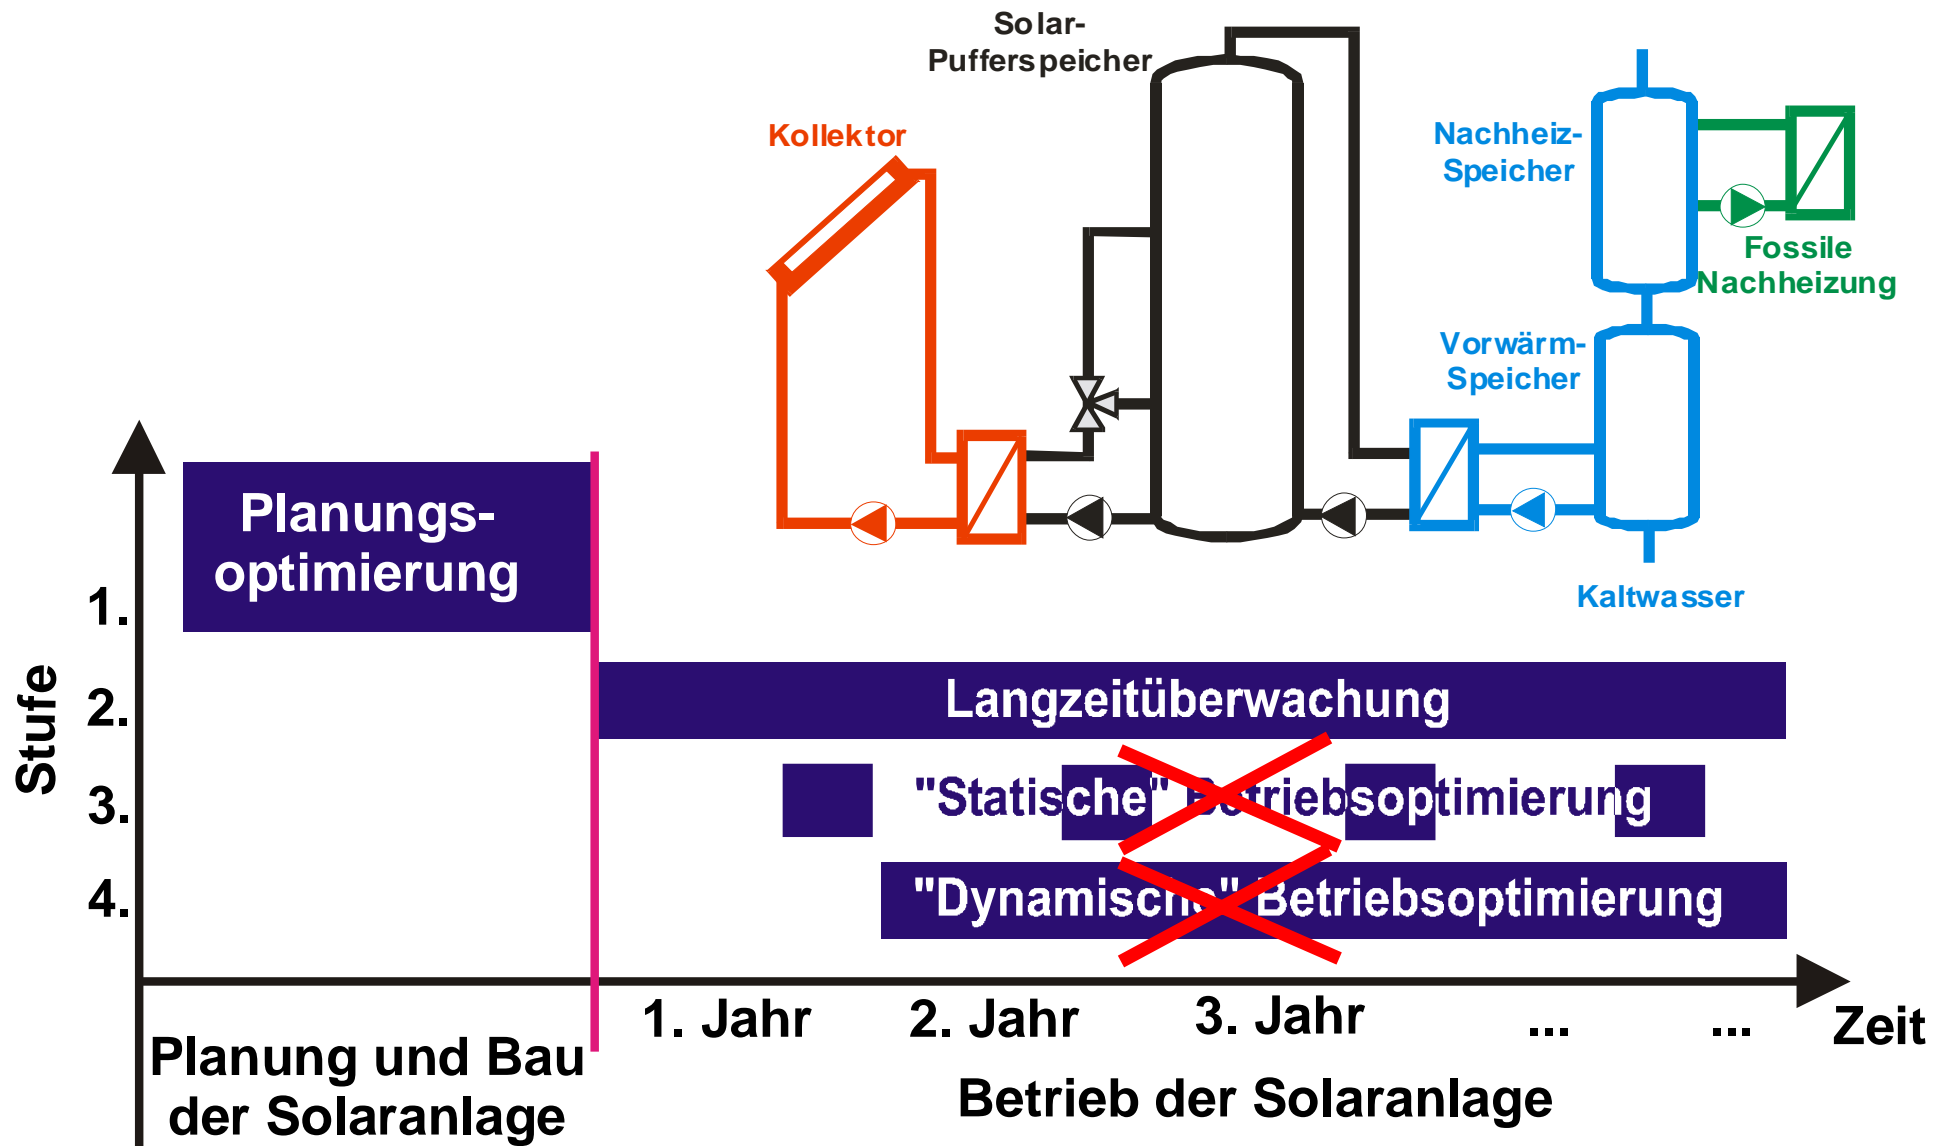 Solar-
Pufferspeicher
Kollektor
Nachheiz-
Speicher
Fossile
Nachheizung
Vorwärm-
Speicher
Kaltwasser
Stufe
1.
Planungs-
optimierung
2.
Langzeitüberwachung
3.
"Statische" Betriebsoptimierung
4.
"Dynamische" Betriebsoptimierung
1. Jahr
2. Jahr
3. Jahr
...
...
Zeit
Planung und Bau
der Solaranlage
Betrieb der Solaranlage